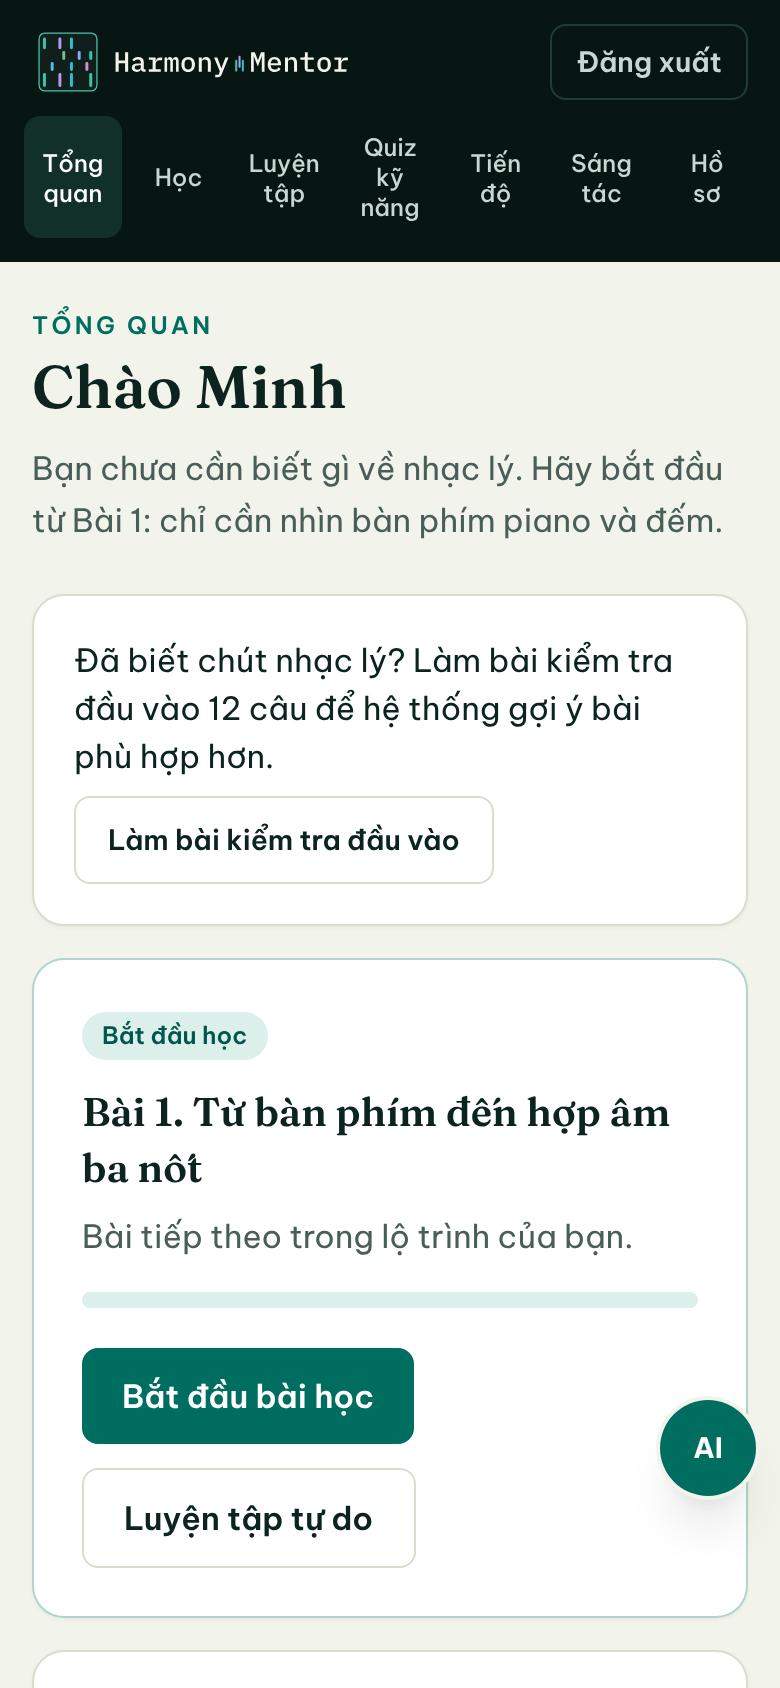 Harmony Mentor
Đăng xuất
Tổng quan
Học
Luyện tập
Quiz kỹ năng
Tiến độ
Sáng tác
Hồ sơ
TỔNG QUAN
Chào Minh
Bạn chưa cần biết gì về nhạc lý. Hãy bắt đầu
từ Bài 1: chỉ cần nhìn bàn phím piano và đếm.
Đã biết chút nhạc lý? Làm bài kiểm tra
đầu vào 12 câu để hệ thống gợi ý bài
phù hợp hơn.
Làm bài kiểm tra đầu vào
Bắt đầu học
Bài 1. Từ bàn phím đến hợp âm
ba nốt
Bài tiếp theo trong lộ trình của bạn.
Bắt đầu bài học
AI
Luyện tập tự do